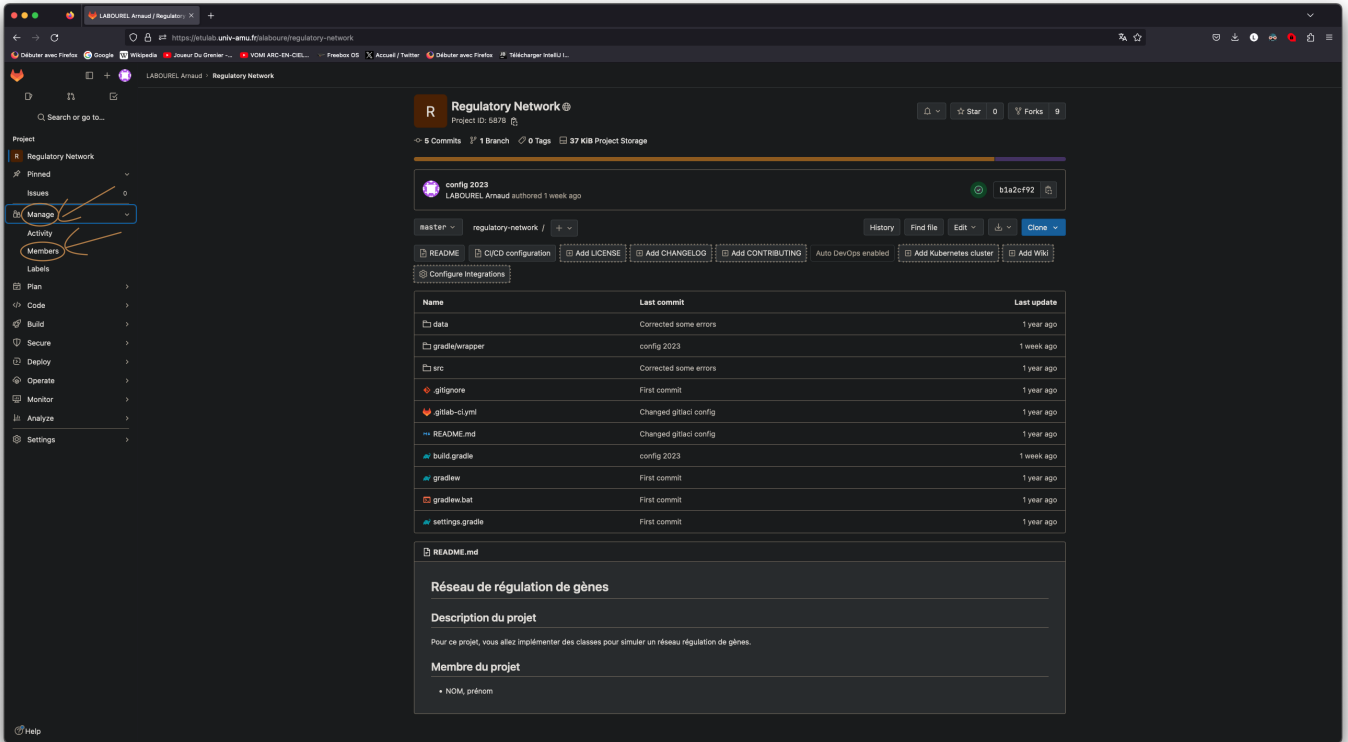 LABOUREL Arnaud / Regulatory
https://etulab.univ-amu.fr/alaboure/regulatory-network
Débuter avec Firefox Google Wikipedia Joueur Du Grenier -... VOMI ARC-EN-CIEL... Freebox OS Accueil / Twitter Débuter avec Firefox Télécharger IntelliJ I...
LABOUREL Arnaud > Regulatory Network
Search or go to...
Project
R Regulatory Network
Pinned
Issues 0
Manage
Activity
Members
Labels
Plan
Code
Build
Secure
Deploy
Operate
Monitor
Analyze
Settings
Help
R
Regulatory Network
Project ID: 5878
Star 0 Forks 9
5 Commits 1 Branch 0 Tags 37 KiB Project Storage
config 2023
LABOUREL Arnaud authored 1 week ago
b1a2cf92
master regulatory-network / + History Find file Edit Clone
README CI/CD configuration Add LICENSE Add CHANGELOG Add CONTRIBUTING Auto DevOps enabled Add Kubernetes cluster Add Wiki
Configure Integrations
Name Last commit Last update
data Corrected some errors 1 year ago
gradle/wrapper config 2023 1 week ago
src Corrected some errors 1 year ago
.gitignore First commit 1 year ago
.gitlab-ci.yml Changed gitlaci config 1 year ago
README.md Changed gitlaci config 1 year ago
build.gradle config 2023 1 week ago
gradlew First commit 1 year ago
gradlew.bat First commit 1 year ago
settings.gradle First commit 1 year ago
README.md
Réseau de régulation de gènes
Description du projet
Pour ce projet, vous allez implémenter des classes pour simuler un réseau régulation de gènes.
Membre du projet
• NOM, prénom